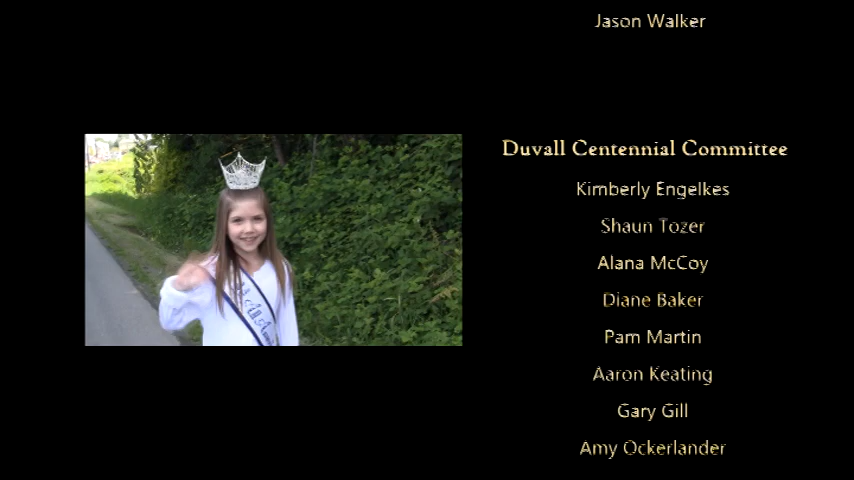 Jason Walker
Duvall Centennial Committee
Kimberly Engelkes
Shaun Tozer
Alana McCoy
Diane Baker
Pam Martin
Aaron Keating
Gary Gill
Amy Ockerlander